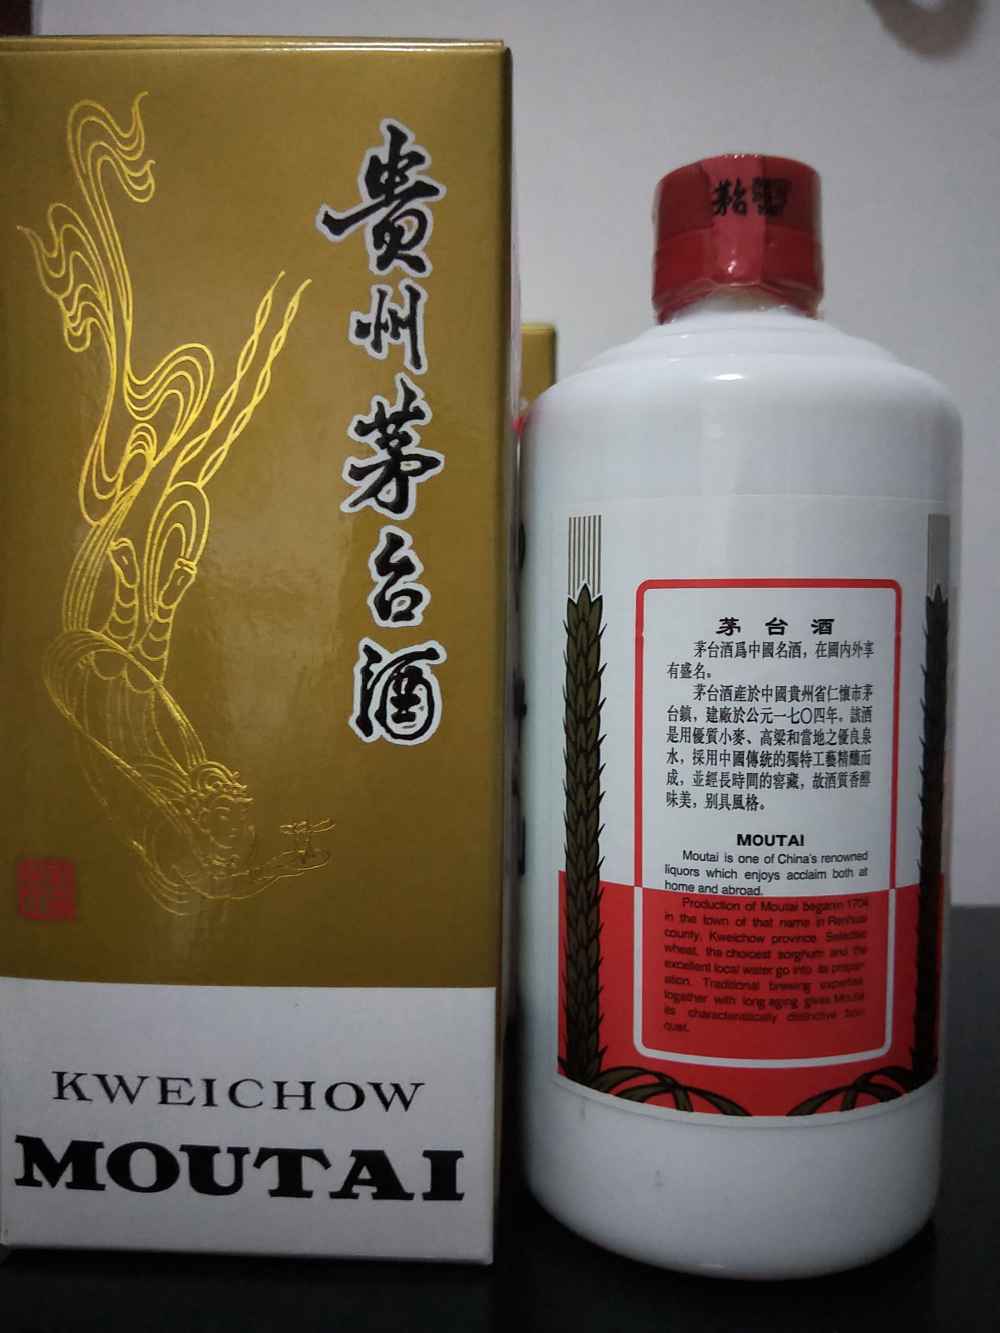 貴州茅台酒
KWEICHOW
MOUTAI
茅台
茅台酒
茅台酒爲中國名酒，在國内外享
有盛名。
茅台酒產於中國貴州省仁懷市茅
台鎮，建廠於公元一七〇四年。該酒
是用優質小麥、高粱和當地之優良泉
水，採用中國傳統的獨特工藝精釀而
成，並經長時間的窖藏，故酒質香醇
味美，别具風格。
MOUTAI
Moutai is one of China's renowned
liquors which enjoys acclaim both at
home and abroad.
Production of Moutai began in 1704
in the town of that name in Renhuai
county, Kweichow province. Selected
wheat, the choicest sorghum and the
excellent local water go into its prepar-
ation. Traditional brewing expertise
together with long aging gives Moutai
its characteristically distinctive bou-
quet.